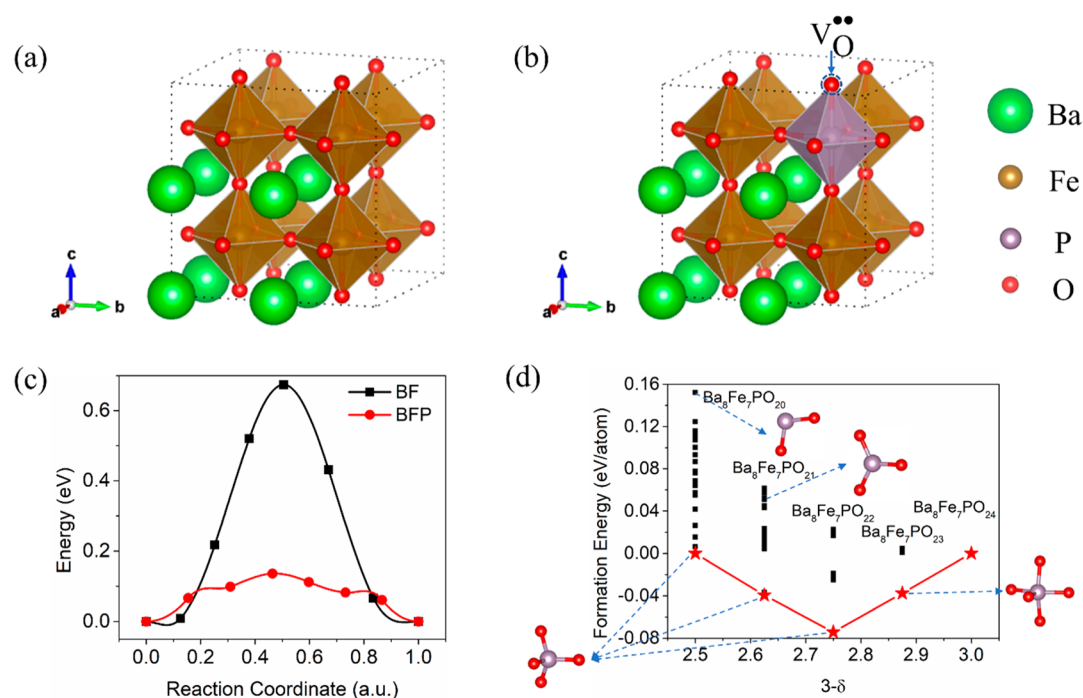 (a)
c
a
b
(b)
V_O^••
c
a
b
Ba
Fe
P
O
(c)
BF
BFP
0.6
0.4
0.2
0.0
Energy (eV)
0.0 0.2 0.4 0.6 0.8 1.0
Reaction Coordinate (a.u.)
(d)
0.16
0.12
0.08
0.04
0.00
-0.04
-0.08
Formation Energy (eV/atom)
Ba₈Fe₇PO₂₀
Ba₈Fe₇PO₂₁
Ba₈Fe₇PO₂₂
Ba₈Fe₇PO₂₃
Ba₈Fe₇PO₂₄
2.5 2.6 2.7 2.8 2.9 3.0
3-δ